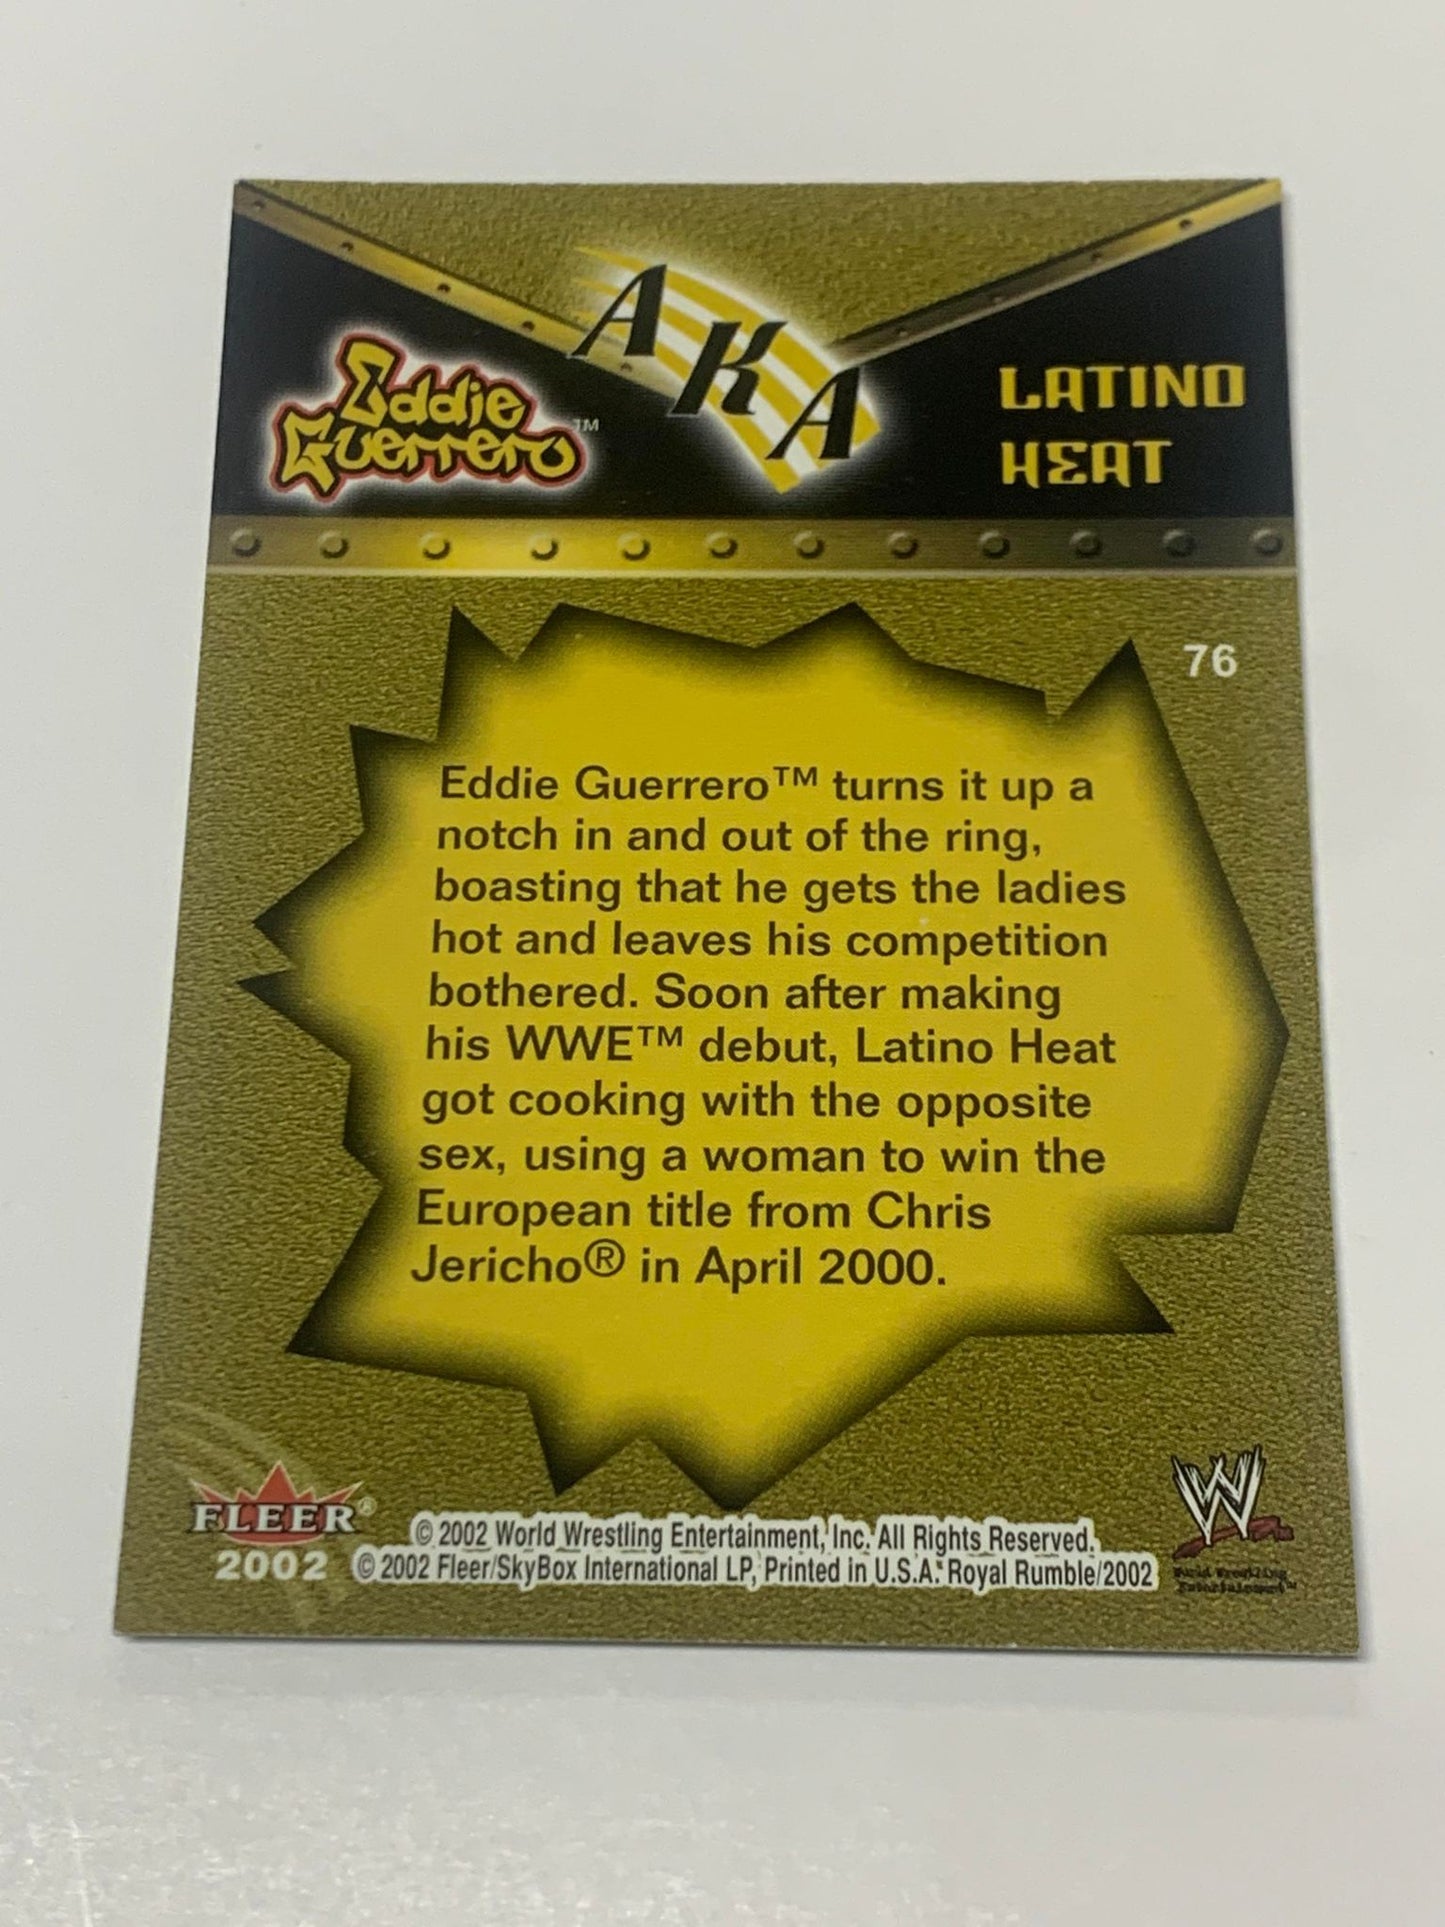 Eddie
Guerrero™
AKA
LATINO
HEAT
76
Eddie Guerrero™ turns it up a
notch in and out of the ring,
boasting that he gets the ladies
hot and leaves his competition
bothered. Soon after making
his WWE™ debut, Latino Heat
got cooking with the opposite
sex, using a woman to win the
European title from Chris
Jericho® in April 2000.
FLEER®
2002
© 2002 World Wrestling Entertainment, Inc. All Rights Reserved.
© 2002 Fleer/SkyBox International LP, Printed in U.S.A. Royal Rumble/2002
W
World Wrestling
Entertainment™